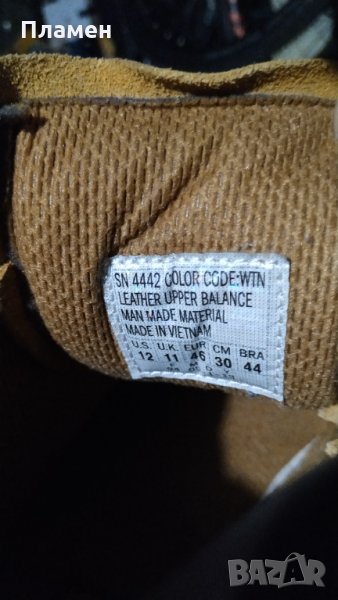 Пламен
SN 4442 COLOR CODE:WTN
LEATHER UPPER BALANCE
MAN MADE MATERIAL
MADE IN VIETNAM
U.S. U.K. EUR CM BRA
12 11 46 30 44
BAZAR